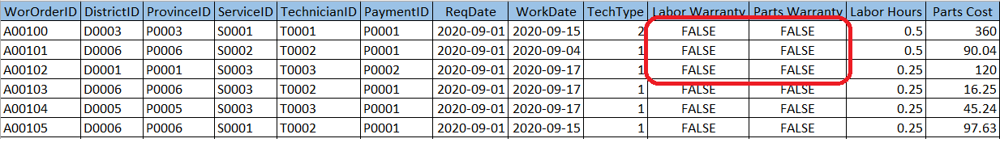 WorOrderID DistrictID ProvinceID ServiceID TechnicianID PaymentID ReqDate WorkDate TechType Labor Warranty Parts Warranty Labor Hours Parts Cost
A00100 D0003 P0003 S0001 T0001 P0001 2020-09-01 2020-09-15 2 FALSE FALSE 0.5 360
A00101 D0006 P0006 S0002 T0002 P0001 2020-09-01 2020-09-04 1 FALSE FALSE 0.5 90.04
A00102 D0001 P0001 S0003 T0003 P0002 2020-09-01 2020-09-17 1 FALSE FALSE 0.25 120
A00103 D0006 P0006 S0003 T0002 P0001 2020-09-01 2020-09-17 1 FALSE FALSE 0.25 16.25
A00104 D0005 P0005 S0003 T0003 P0001 2020-09-01 2020-09-17 1 FALSE FALSE 0.25 45.24
A00105 D0006 P0006 S0001 T0002 P0001 2020-09-01 2020-09-15 1 FALSE FALSE 0.25 97.63